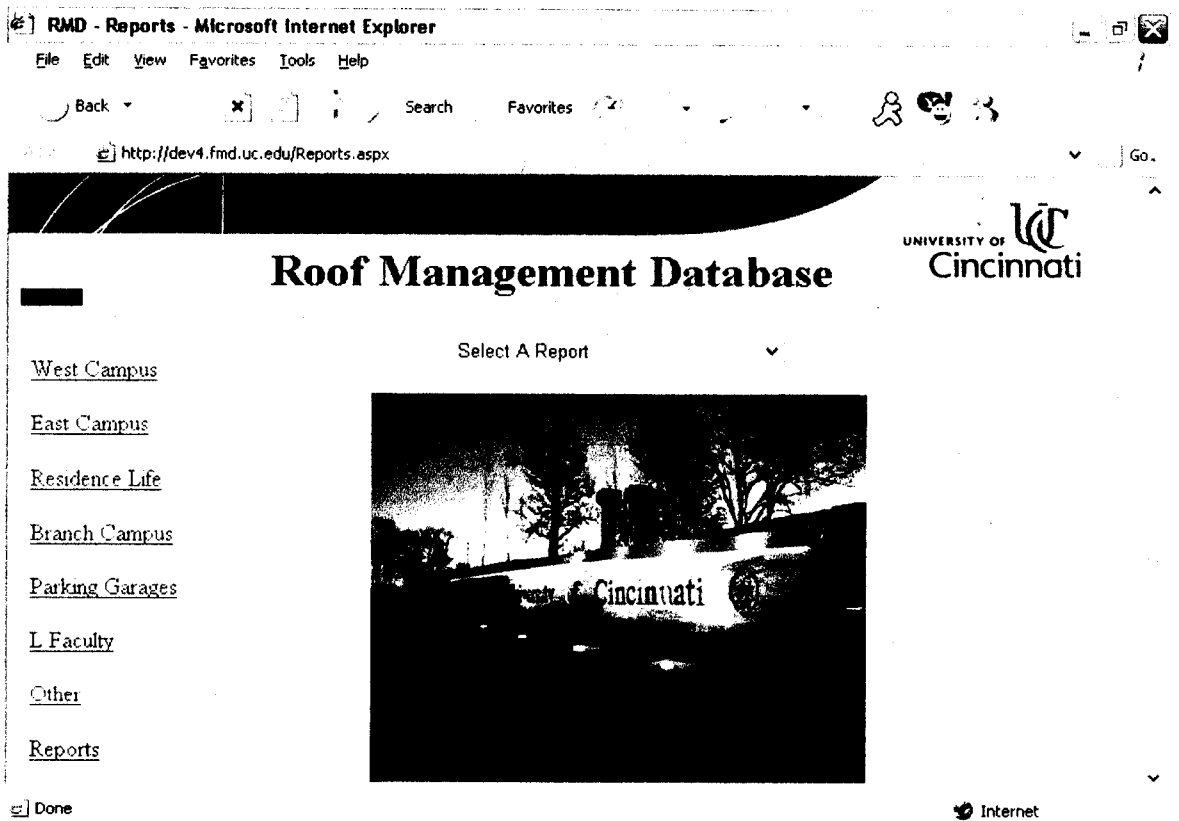 RMD - Reports - Microsoft Internet Explorer
File Edit View Favorites Tools Help
Back Search Favorites
http://dev4.fmd.uc.edu/Reports.aspx Go
UC
UNIVERSITY OF
Cincinnati
Roof Management Database
Select A Report
West Campus
East Campus
Residence Life
Branch Campus
Parking Garages
L Faculty
Other
Reports
of Cincinnati
Done Internet